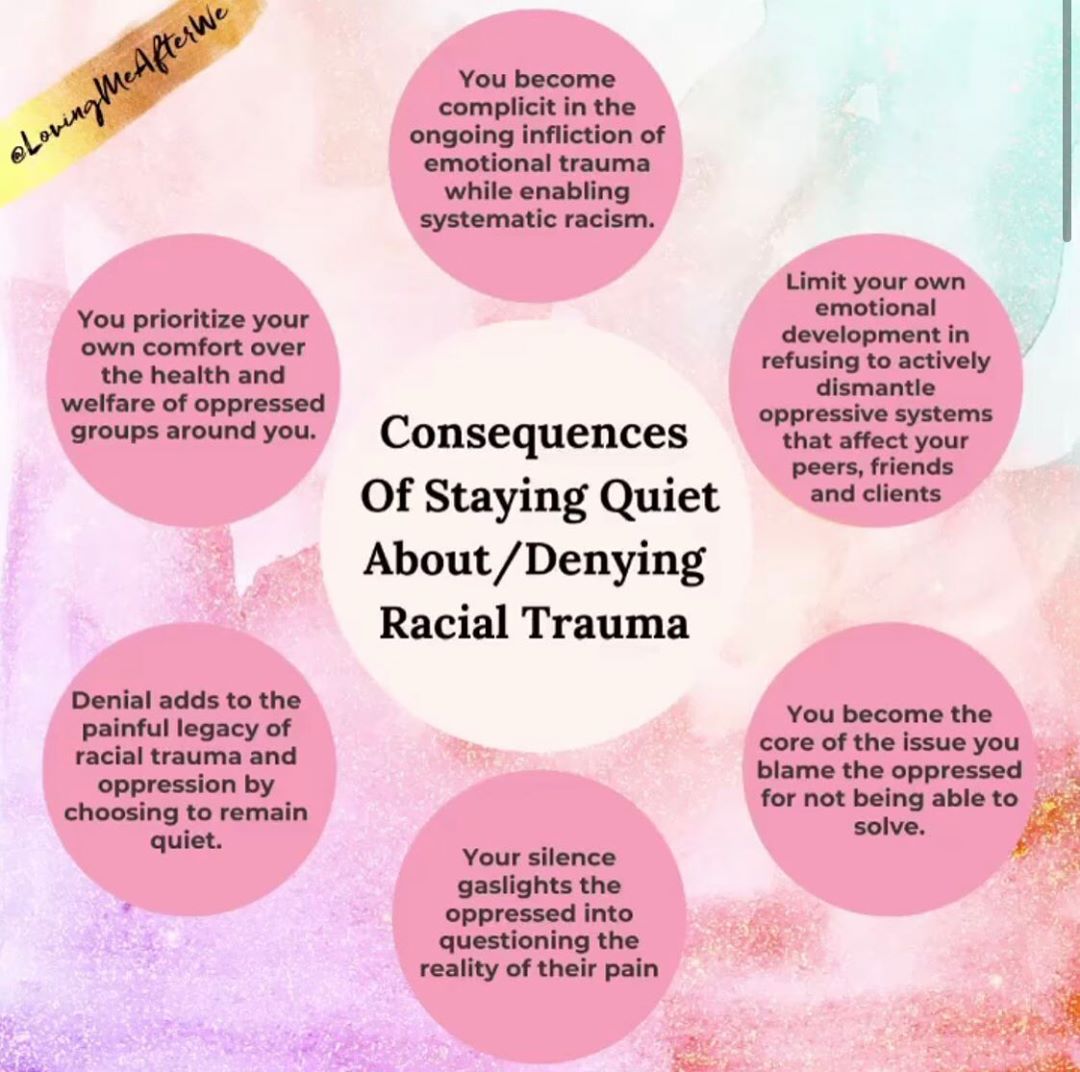 @LovingMeAfterWe
You become
complicit in the
ongoing infliction of
emotional trauma
while enabling
systematic racism.
You prioritize your
own comfort over
the health and
welfare of oppressed
groups around you.
Limit your own
emotional
development in
refusing to actively
dismantle
oppressive systems
that affect your
peers, friends
and clients
Consequences
Of Staying Quiet
About/Denying
Racial Trauma
Denial adds to the
painful legacy of
racial trauma and
oppression by
choosing to remain
quiet.
You become the
core of the issue you
blame the oppressed
for not being able to
solve.
Your silence
gaslights the
oppressed into
questioning the
reality of their pain